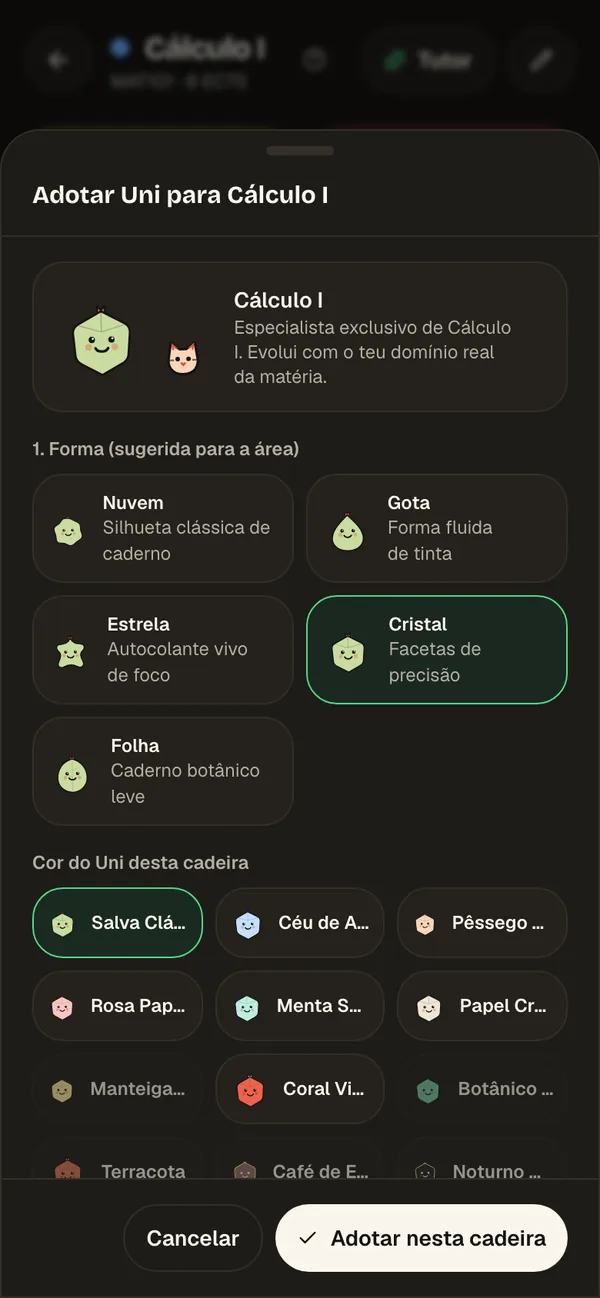 Cálculo I
Tutor
Adotar Uni para Cálculo I
Cálculo I
Especialista exclusivo de Cálculo
I. Evolui com o teu domínio real
da matéria.
1. Forma (sugerida para a área)
Nuvem
Silhueta clássica de
caderno
Gota
Forma fluida
de tinta
Estrela
Autocolante vivo
de foco
Cristal
Facetas de
precisão
Folha
Caderno botânico
leve
Cor do Uni desta cadeira
Salva Clá...
Céu de A...
Pêssego ...
Rosa Pap...
Menta S...
Papel Cr...
Manteiga...
Coral Vi...
Botânico ...
Terracota
Café de E...
Noturno ...
Cancelar
Adotar nesta cadeira